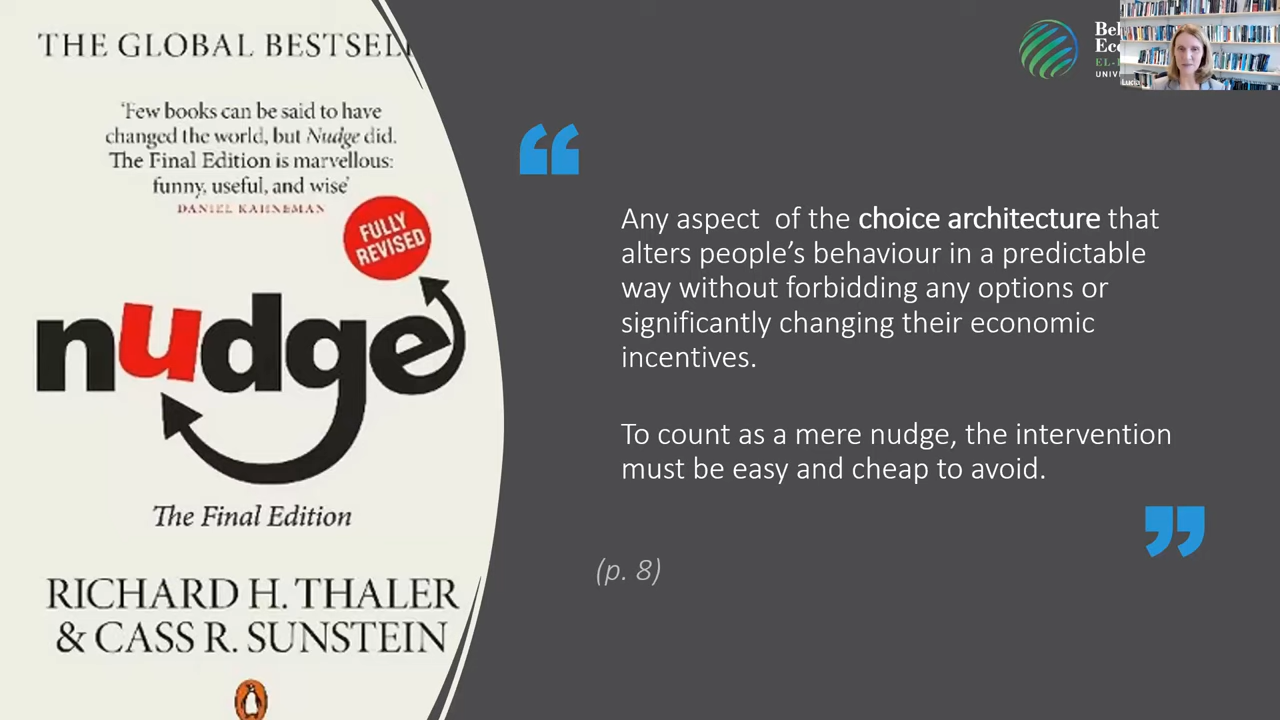 THE GLOBAL BESTSELL
'Few books can be said to have
changed the world, but Nudge did.
The Final Edition is marvellous:
funny, useful, and wise'
DANIEL KAHNEMAN
FULLY
REVISED
nudge
The Final Edition
RICHARD H. THALER
& CASS R. SUNSTEIN
“
Any aspect of the choice architecture that
alters people’s behaviour in a predictable
way without forbidding any options or
significantly changing their economic
incentives.
To count as a mere nudge, the intervention
must be easy and cheap to avoid.
”
(p. 8)
Eco
UNIV